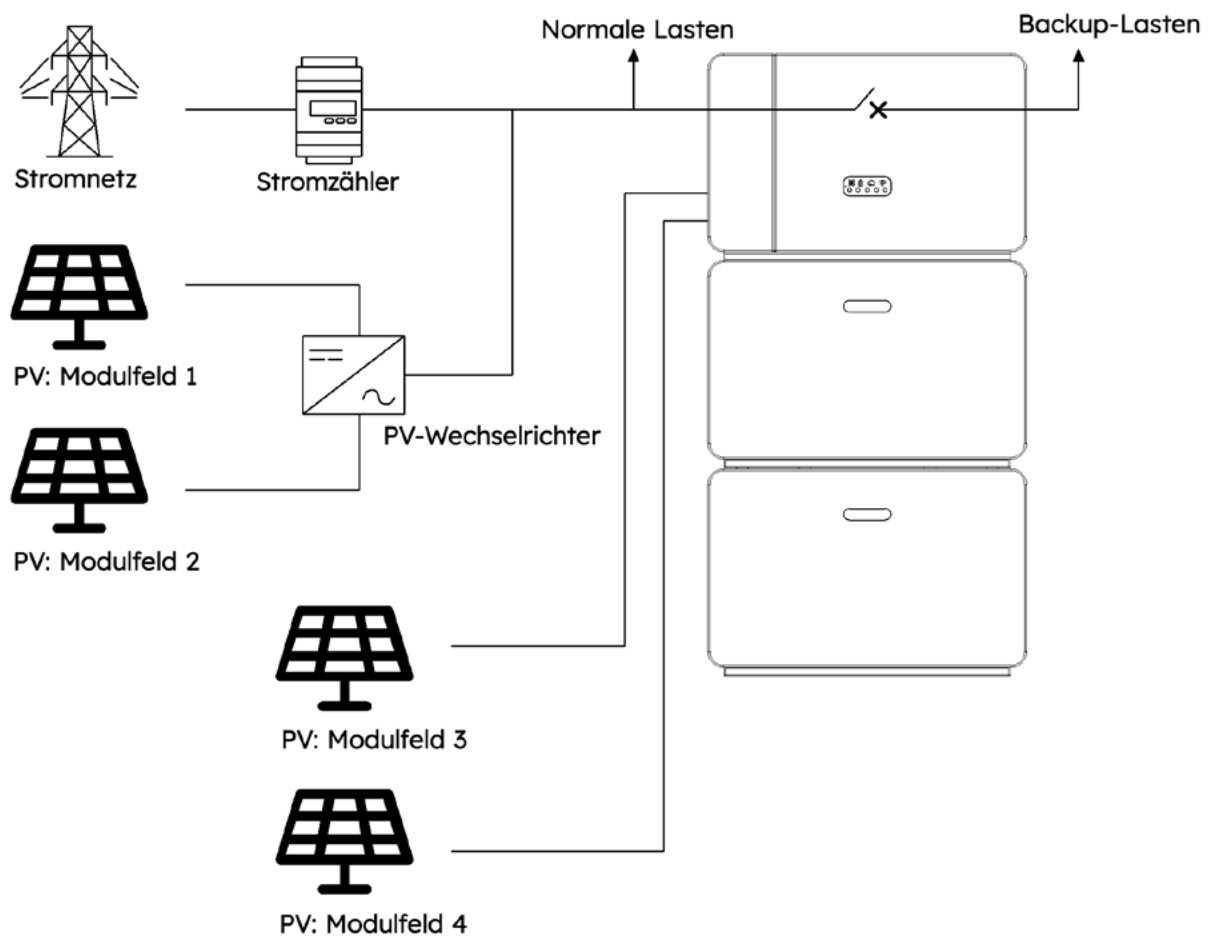 Normale Lasten
Backup-Lasten
Stromnetz
Stromzähler
PV: Modulfeld 1
PV-Wechselrichter
PV: Modulfeld 2
PV: Modulfeld 3
PV: Modulfeld 4